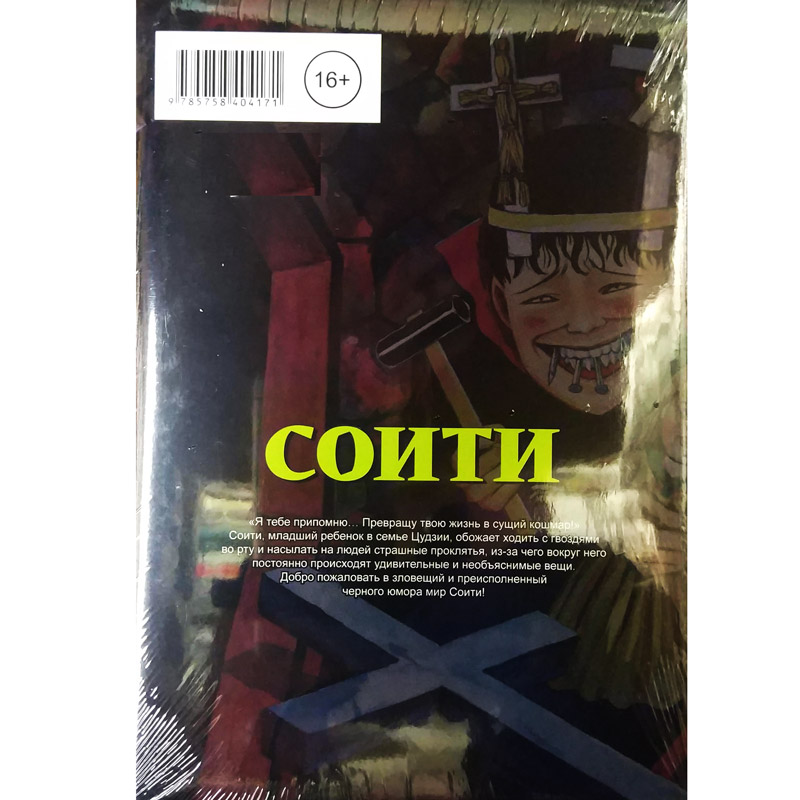 16+
9 785758 404171
СОИТИ
«Я тебе припомню... Превращу твою жизнь в сущий кошмар!»
Соити, младший ребенок в семье Цудзии, обожает ходить с гвоздями
во рту и насылать на людей страшные проклятья, из-за чего вокруг него
постоянно происходят удивительные и необъяснимые вещи.
Добро пожаловать в зловещий и преисполненный
черного юмора мир Соити!